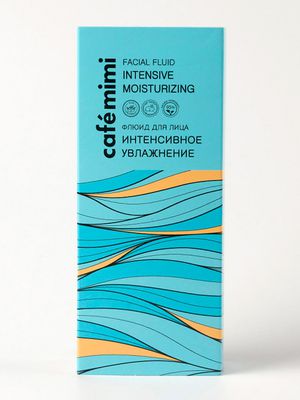 café mimi
FACIAL FLUID
INTENSIVE
MOISTURIZING
ФЛЮИД ДЛЯ ЛИЦА
ИНТЕНСИВНОЕ
УВЛАЖНЕНИЕ